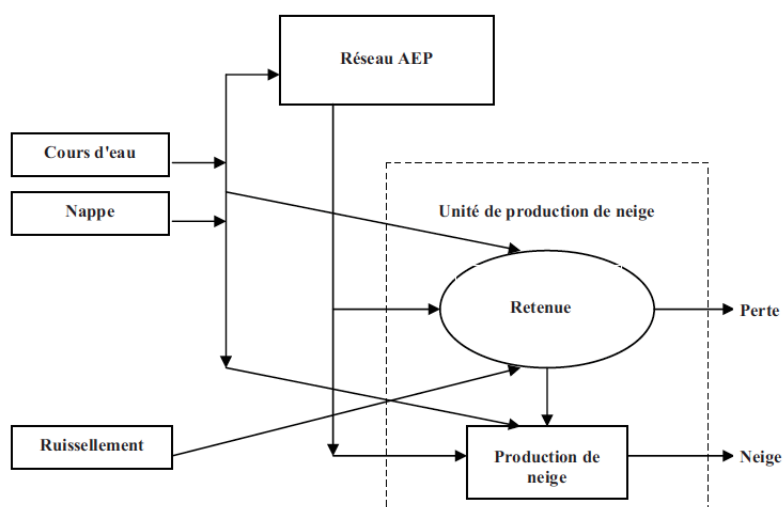 Réseau AEP
Cours d'eau
Nappe
Unité de production de neige
Retenue
Perte
Ruissellement
Production de
neige
Neige